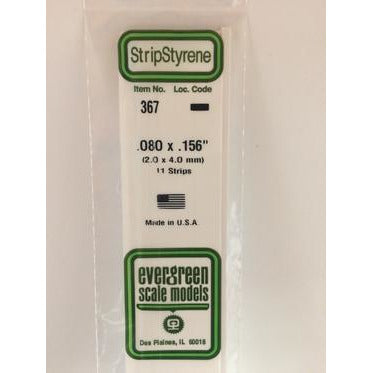 StripStyrene
Item No. Loc. Code
367
.080 x .156"
(2.0 x 4.0 mm)
11 Strips
Made in U.S.A
evergreen
scale models
Des Plaines, IL 60018